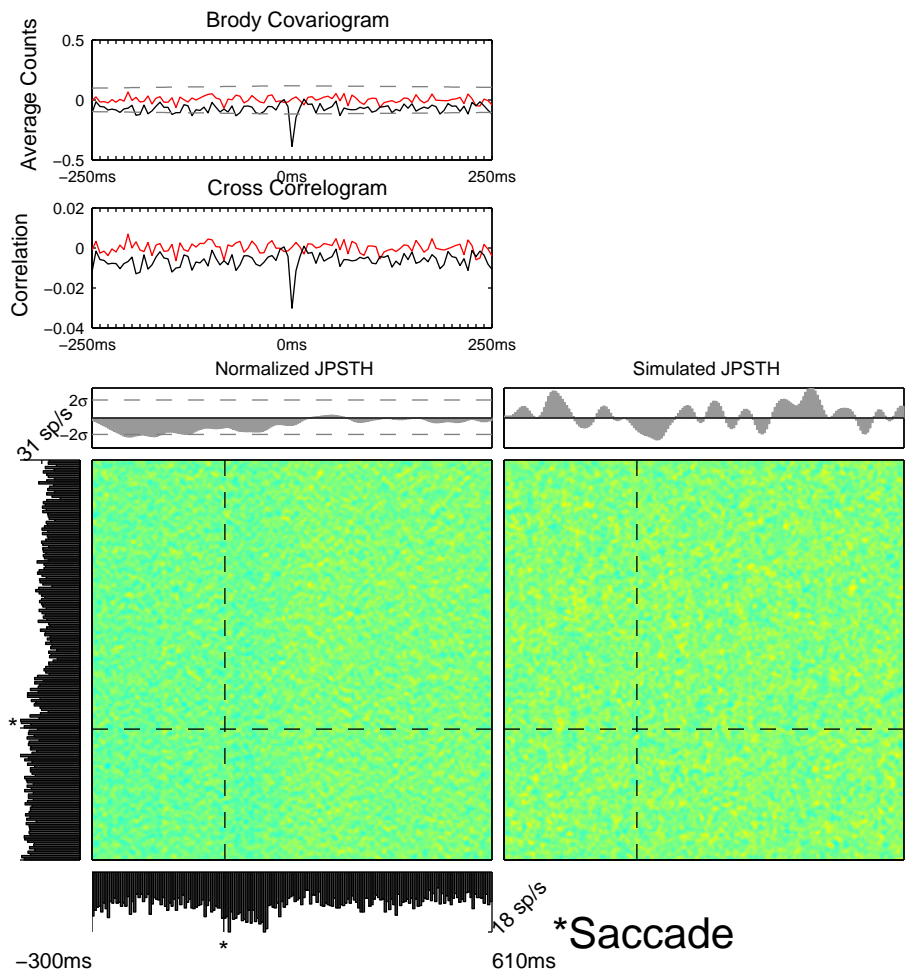 Brody Covariogram
Average Counts
0.5
0
−0.5
−250ms
0ms
250ms
Cross Correlogram
Correlation
0.02
0
−0.02
−0.04
−250ms
0ms
250ms
Normalized JPSTH
Simulated JPSTH
2σ
−2σ
31 sp/s
*
18 sp/s
*
*Saccade
−300ms
610ms